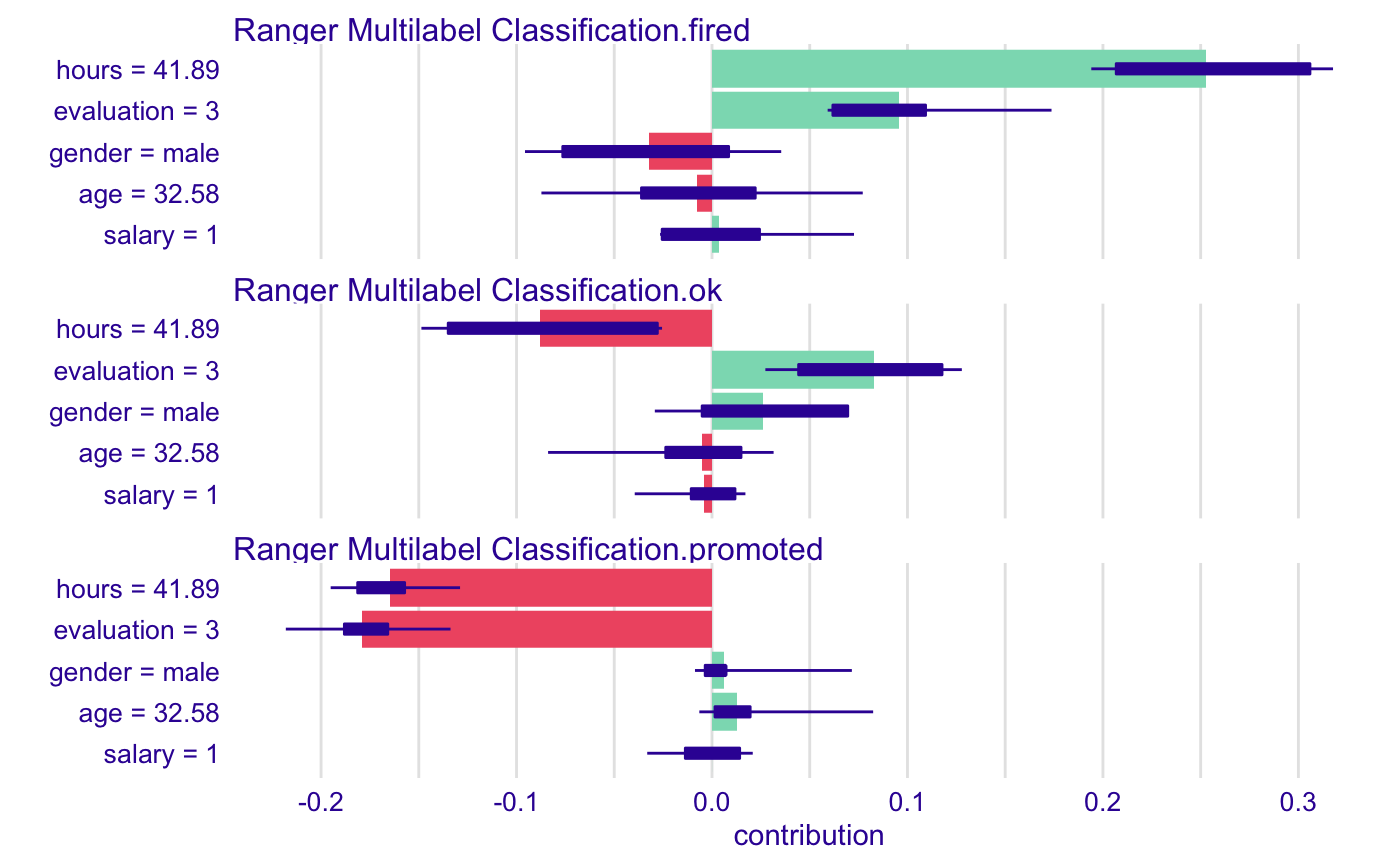 Ranger Multilabel Classification.fired
hours = 41.89
evaluation = 3
gender = male
age = 32.58
salary = 1
Ranger Multilabel Classification.ok
hours = 41.89
evaluation = 3
gender = male
age = 32.58
salary = 1
Ranger Multilabel Classification.promoted
hours = 41.89
evaluation = 3
gender = male
age = 32.58
salary = 1
-0.2 -0.1 0.0 0.1 0.2 0.3
contribution